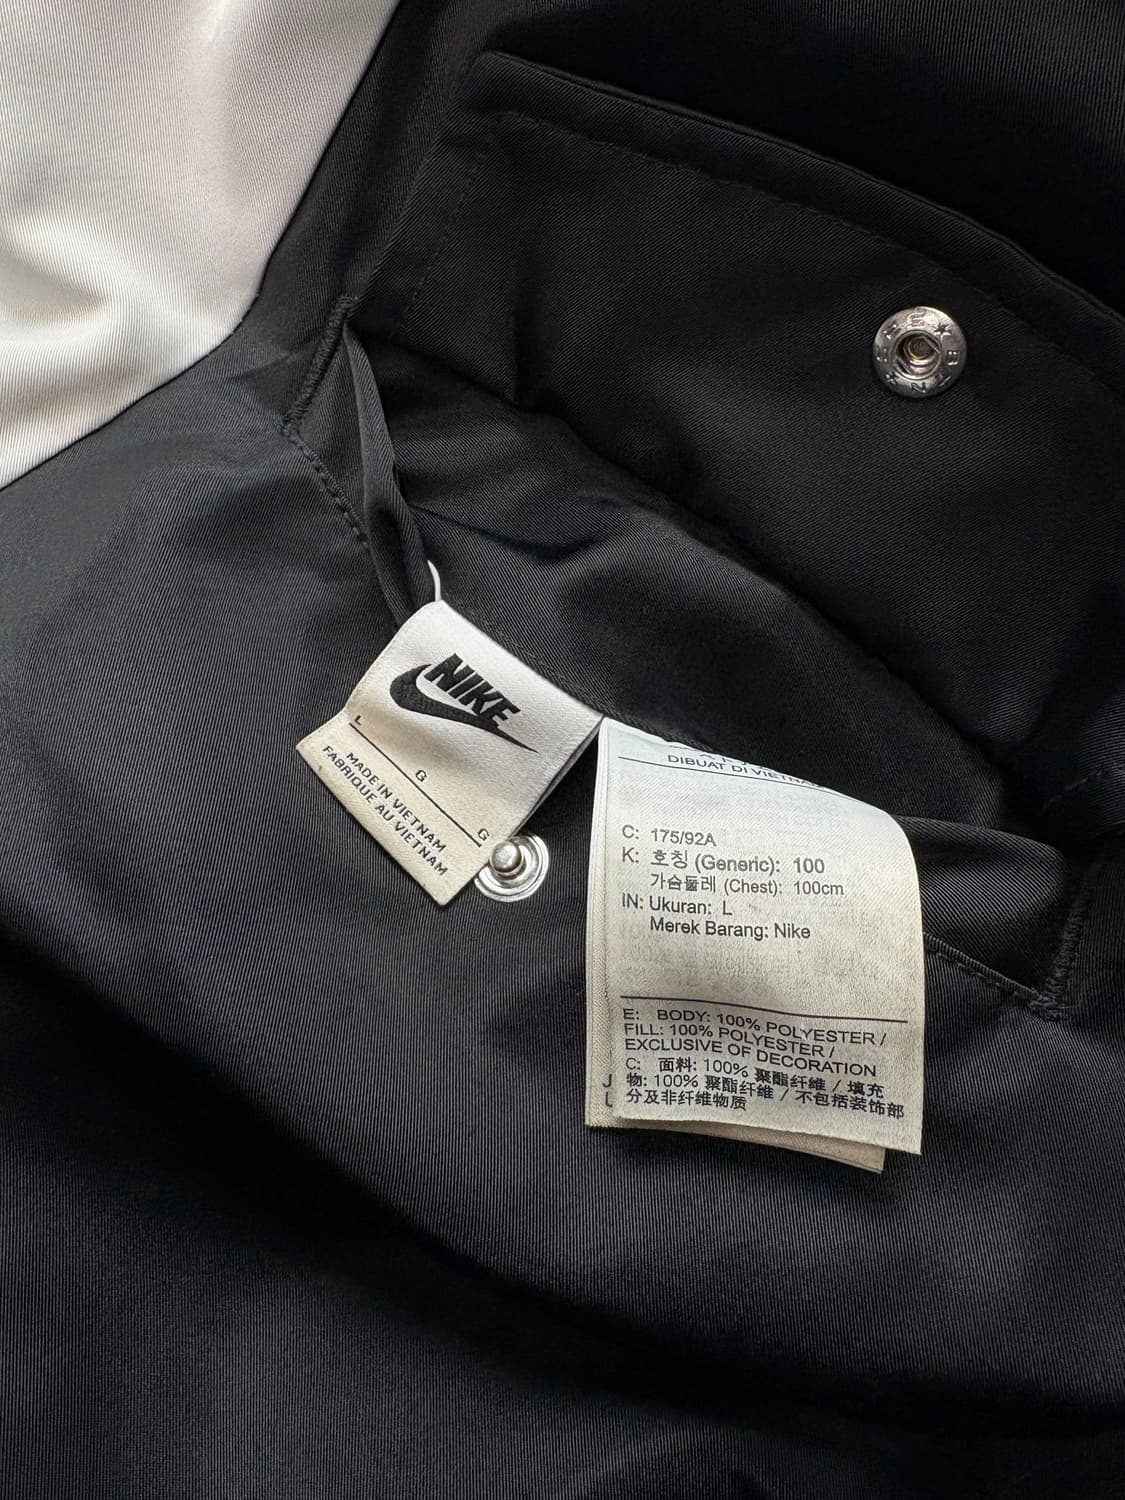 NIKE
L
G
G
MADE IN VIETNAM
FABRIQUE AU VIETNAM
DIBUAT DI VIETNAM
C: 175/92A
K: 호칭 (Generic): 100
가슴둘레 (Chest): 100cm
IN: Ukuran: L
Merek Barang: Nike
E: BODY: 100% POLYESTER /
FILL: 100% POLYESTER /
EXCLUSIVE OF DECORATION
C: 面料: 100% 聚酯纤维 / 填充
物: 100% 聚酯纤维 / 不包括装饰部
分及非纤维物质